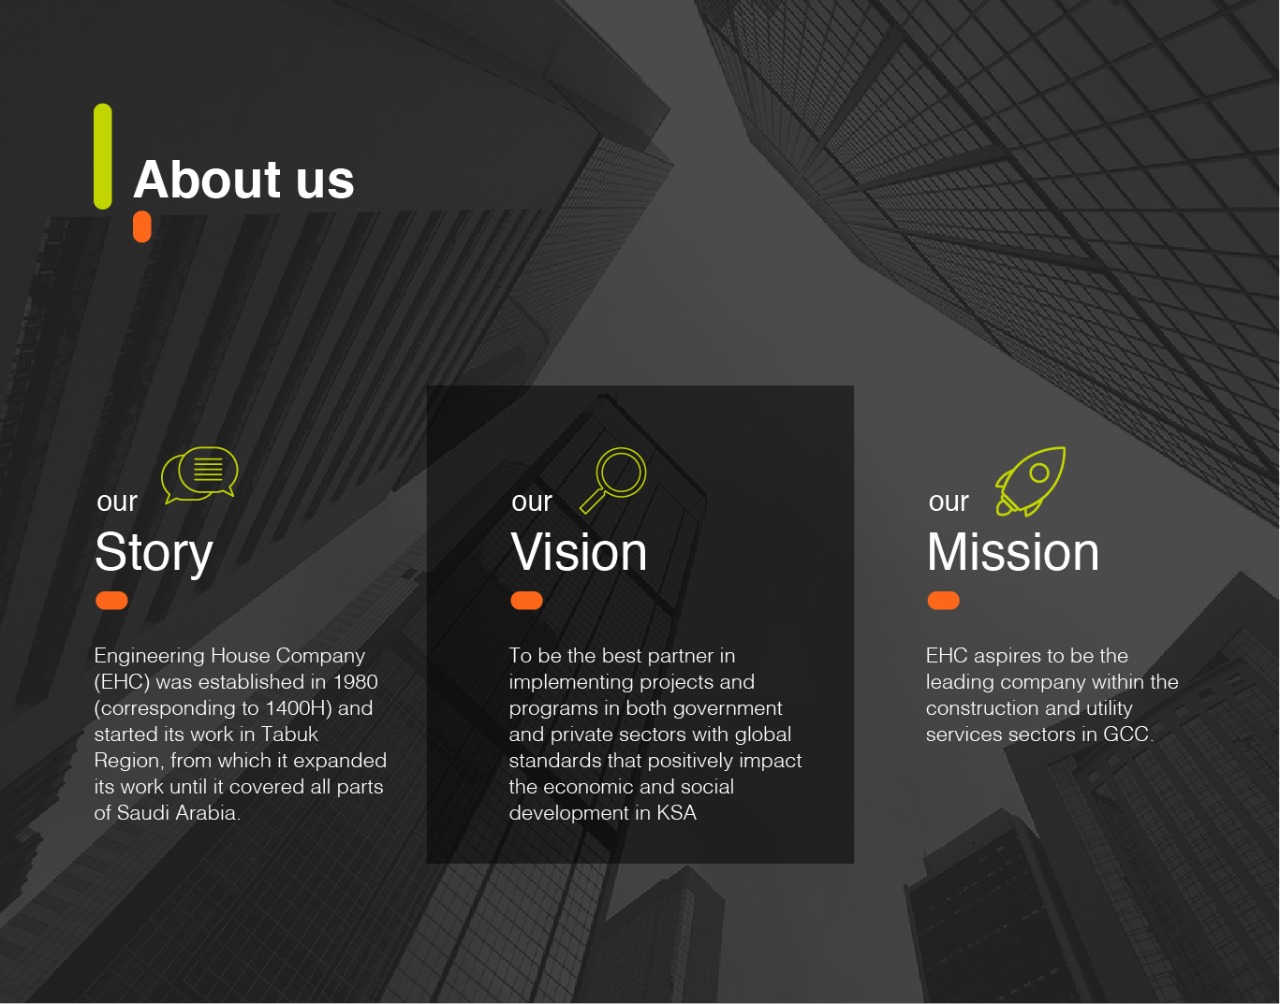 About us
our
Story
Engineering House Company
(EHC) was established in 1980
(corresponding to 1400H) and
started its work in Tabuk
Region, from which it expanded
its work until it covered all parts
of Saudi Arabia.
our
Vision
To be the best partner in
implementing projects and
programs in both government
and private sectors with global
standards that positively impact
the economic and social
development in KSA
our
Mission
EHC aspires to be the
leading company within the
construction and utility
services sectors in GCC.